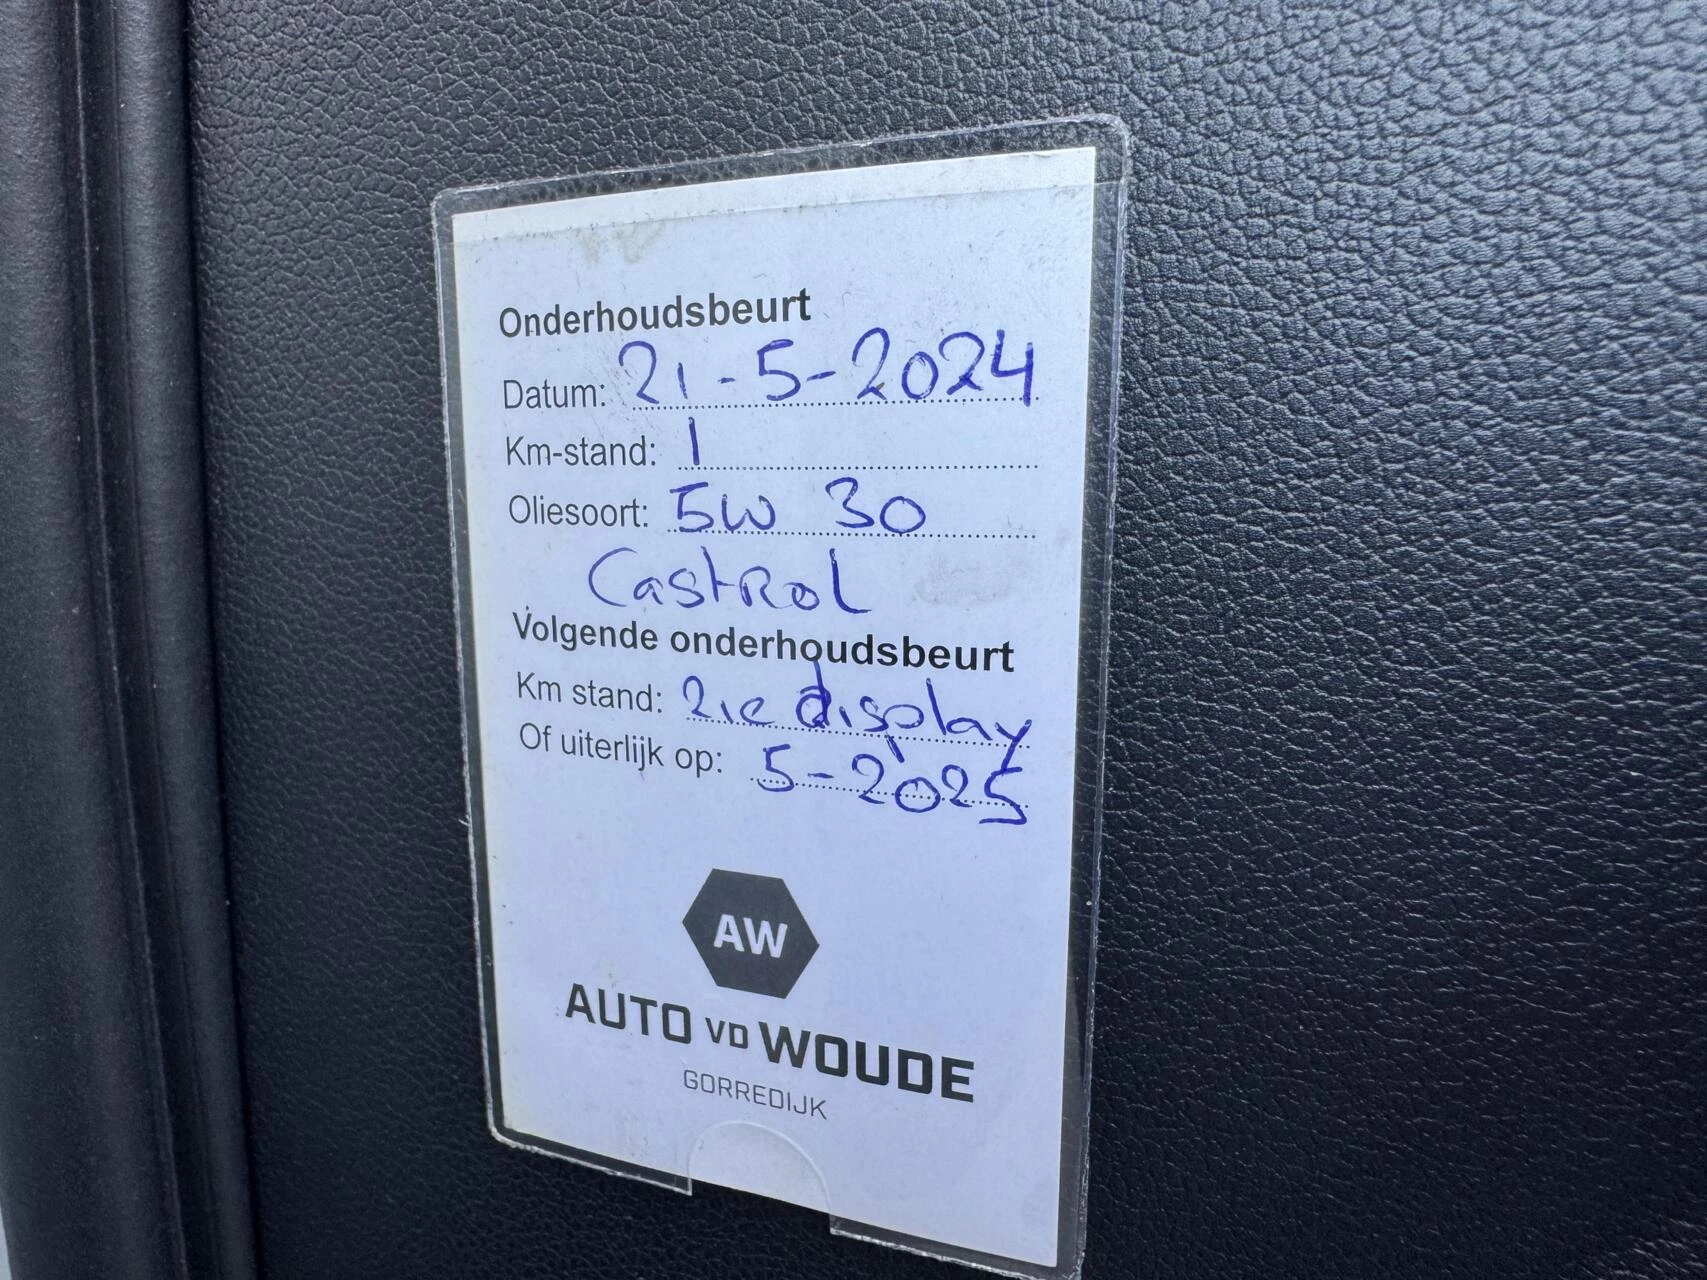 Onderhoudsbeurt
Datum: 21-5-2024
Km-stand: 1
Oliesoort: 5W 30
Castrol
Volgende onderhoudsbeurt
Km stand: zie display
Of uiterlijk op: 5-2025
AW
AUTO VD WOUDE
GORREDIJK